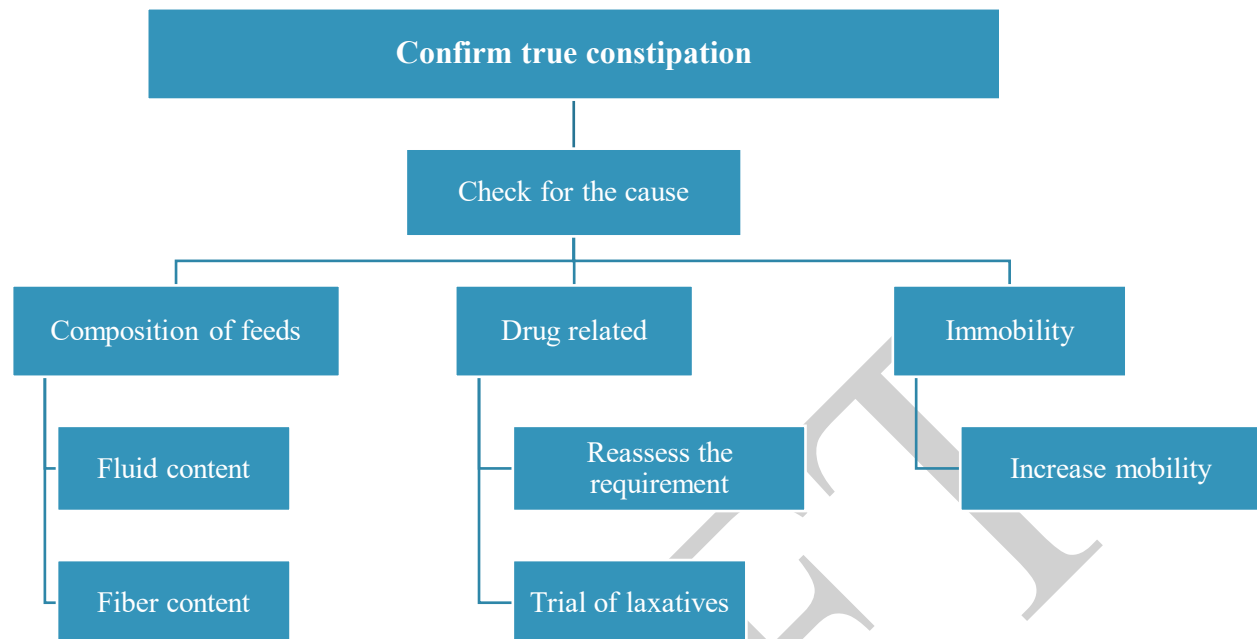 Confirm true constipation
Check for the cause
Composition of feeds
Drug related
Immobility
Fluid content
Reassess the
requirement
Increase mobility
Fiber content
Trial of laxatives